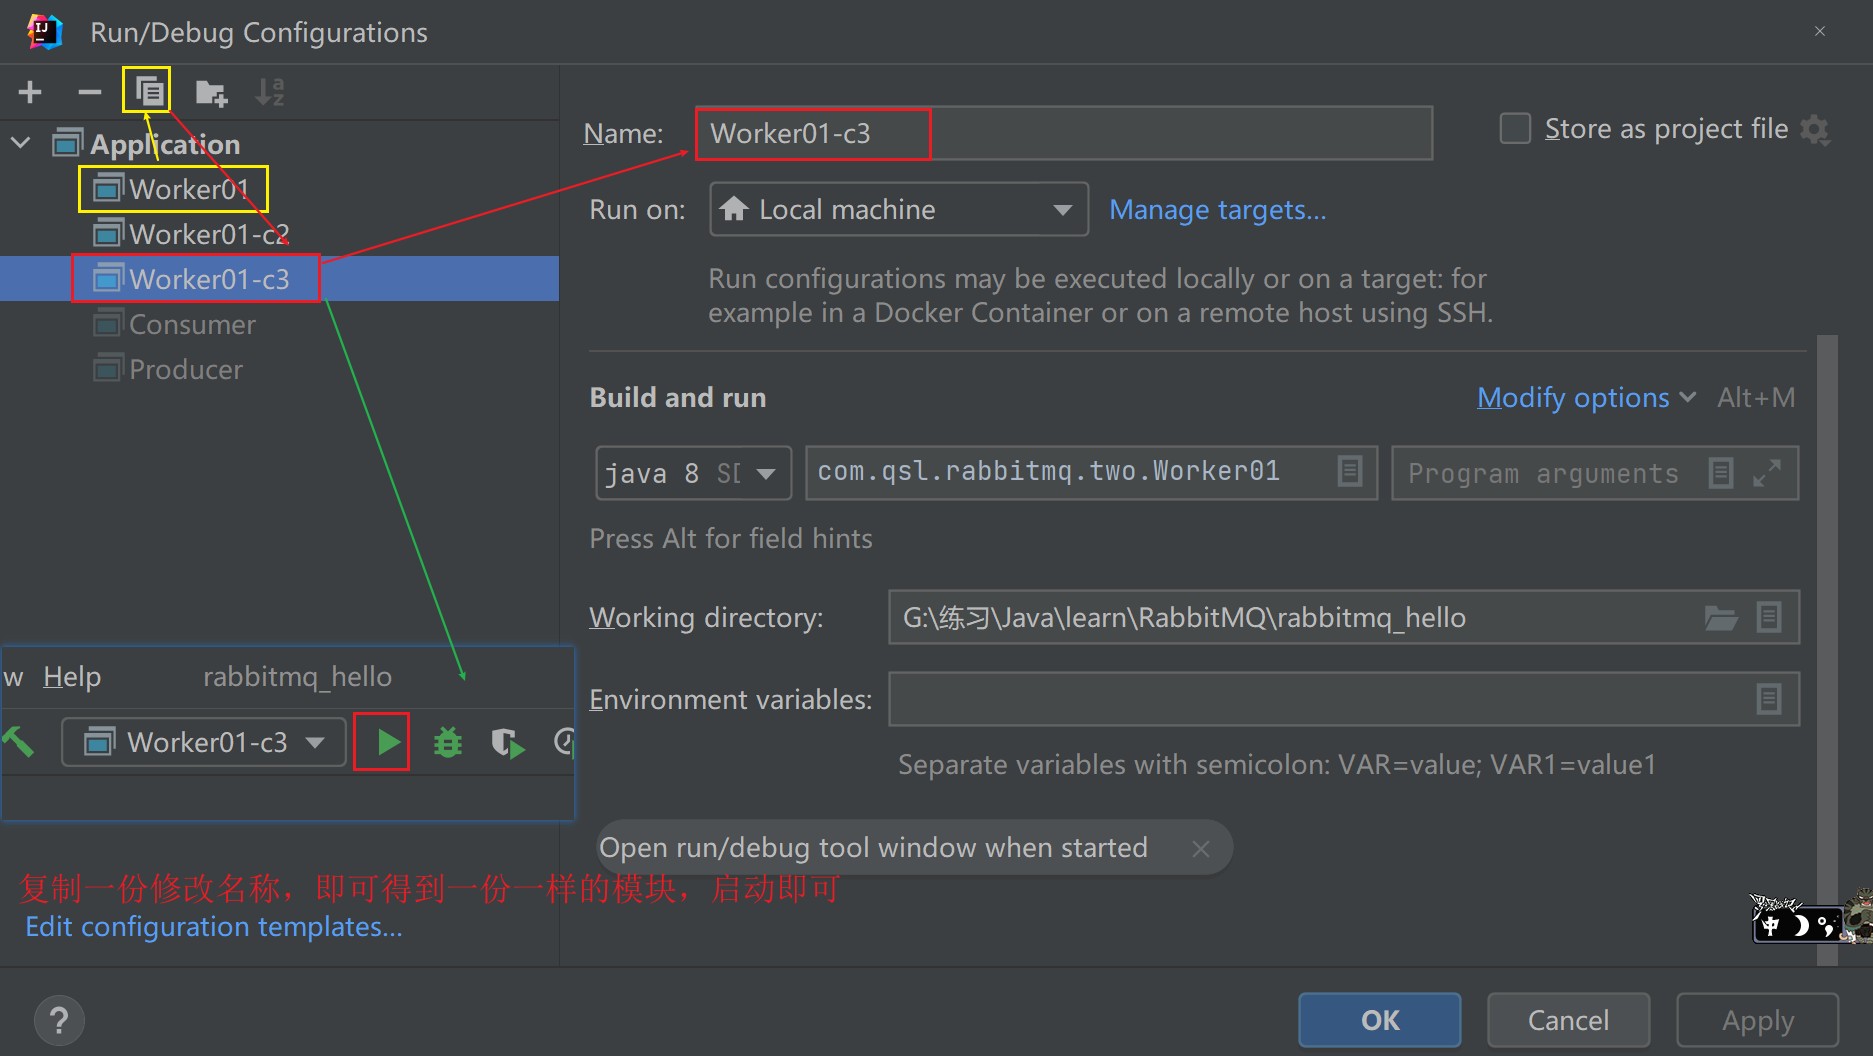 Run/Debug Configurations
Application
Worker01
Worker01-c2
Worker01-c3
Consumer
Producer
Name: Worker01-c3
Store as project file
Run on: Local machine Manage targets...
Run configurations may be executed locally or on a target: for
example in a Docker Container or on a remote host using SSH.
Build and run
Modify options Alt+M
java 8 com.qsl.rabbitmq.two.Worker01 Program arguments
Press Alt for field hints
Working directory: G:\练习\Java\learn\RabbitMQ\rabbitmq_hello
Environment variables:
Separate variables with semicolon: VAR=value; VAR1=value1
Open run/debug tool window when started
w Help rabbitmq_hello
Worker01-c3
复制一份修改名称，即可得到一份一样的模块，启动即可
Edit configuration templates...
中
?
OK Cancel Apply